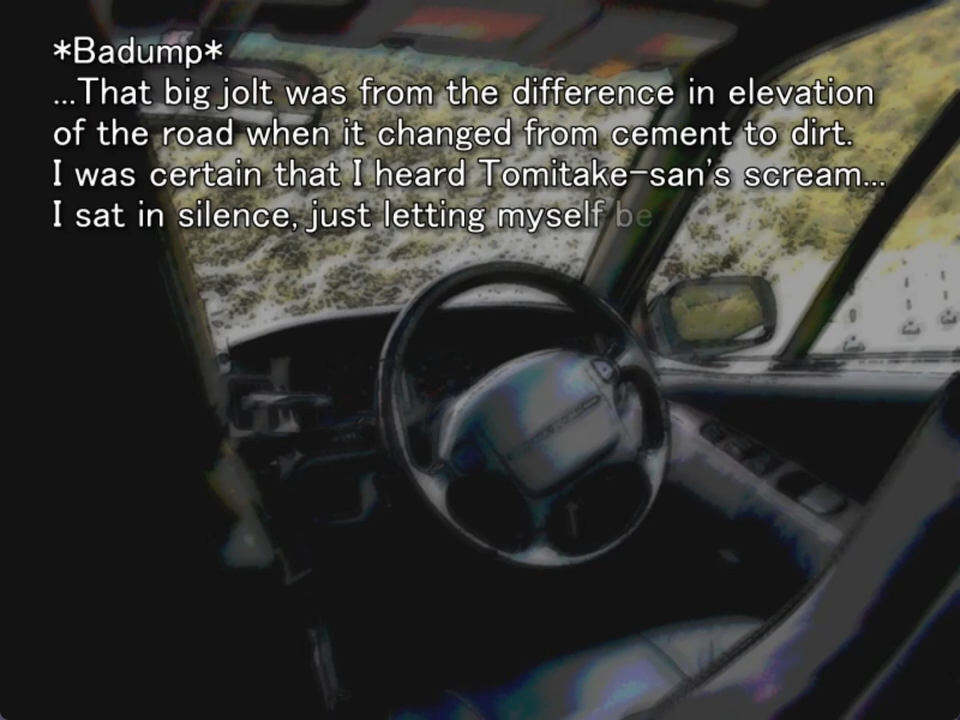 *Badump*
...That big jolt was from the difference in elevation
of the road when it changed from cement to dirt.
I was certain that I heard Tomitake-san's scream...
I sat in silence, just letting myself be